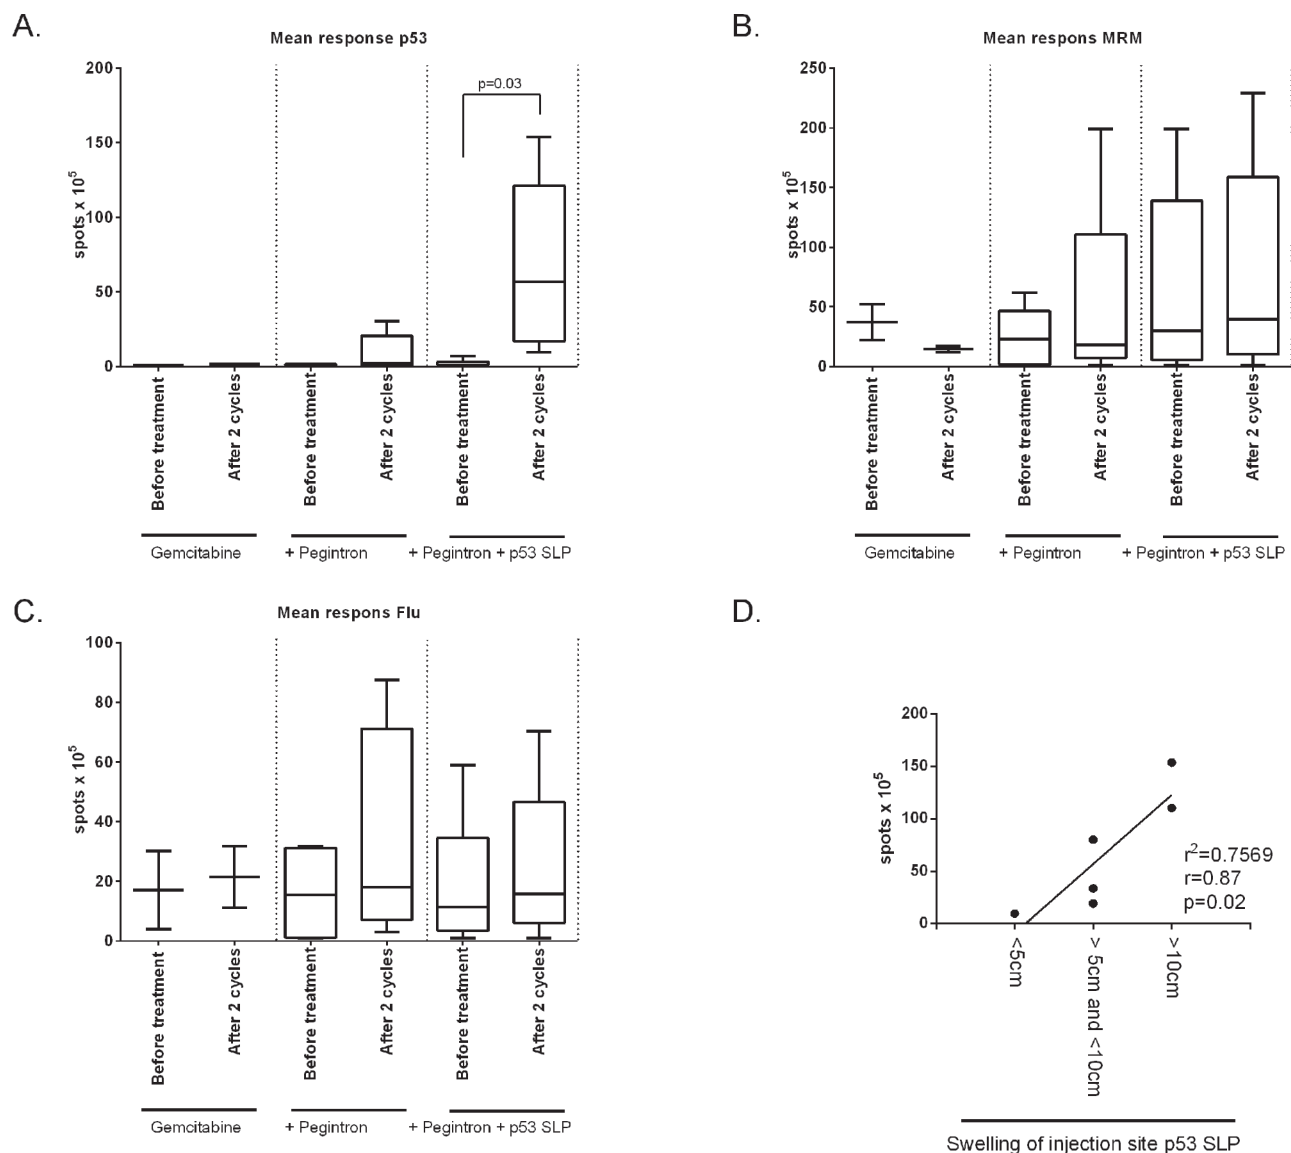 A.
Mean response p53
200
150
100
50
0
spots x 10^5
p=0.03
Before treatment
After 2 cycles
Before treatment
After 2 cycles
Before treatment
After 2 cycles
Gemcitabine
+ Pegintron
+ Pegintron + p53 SLP
B.
Mean respons MRM
250
200
150
100
50
0
spots x 10^5
Before treatment
After 2 cycles
Before treatment
After 2 cycles
Before treatment
After 2 cycles
Gemcitabine
+ Pegintron
+ Pegintron + p53 SLP
C.
Mean respons Flu
100
80
60
40
20
0
spots x 10^5
Before treatment
After 2 cycles
Before treatment
After 2 cycles
Before treatment
After 2 cycles
Gemcitabine
+ Pegintron
+ Pegintron + p53 SLP
D.
200
150
100
50
0
spots x 10^5
r^2=0.7569
r=0.87
p=0.02
<5cm
> 5cm and <10cm
>10cm
Swelling of injection site p53 SLP